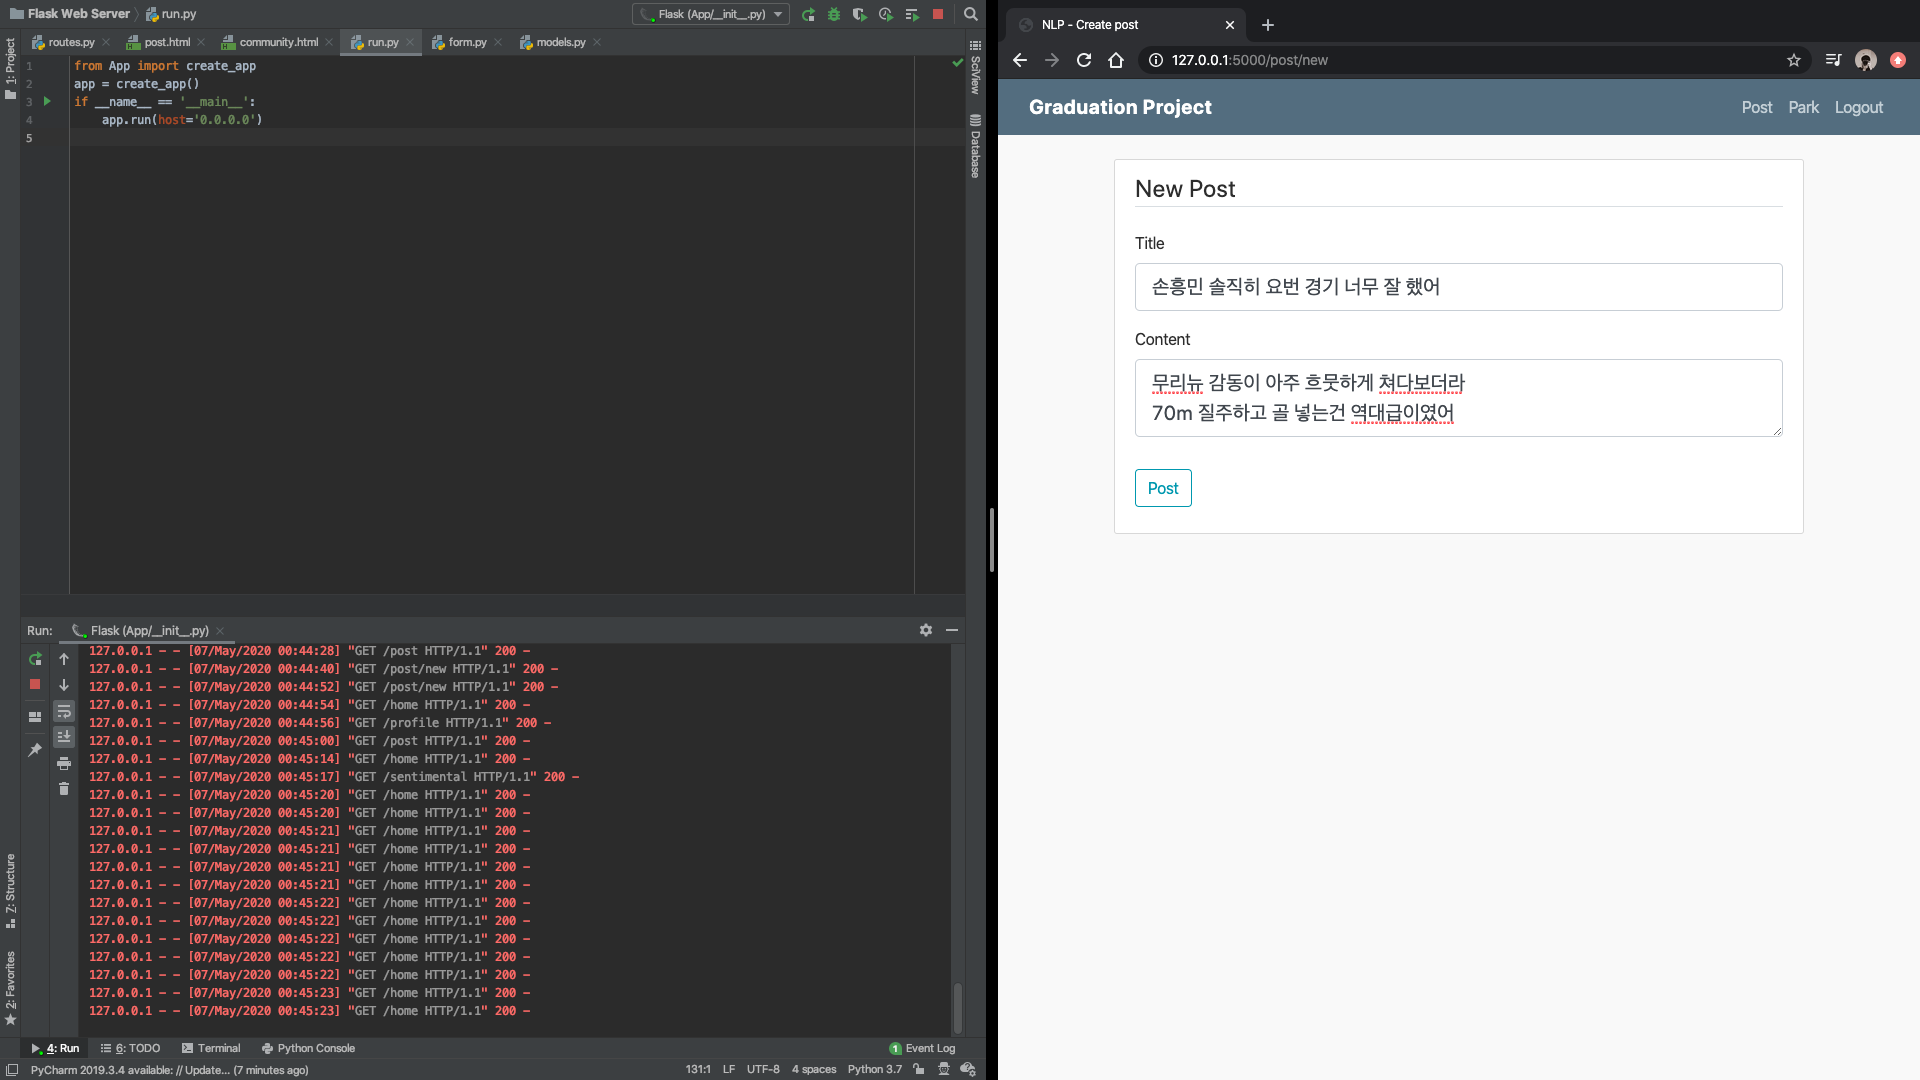 Flask Web Server
run.py
Flask (App/__init__.py)
routes.py
post.html
community.html
run.py
form.py
models.py
1: Project
1 from App import create_app
2 app = create_app()
3 if __name__ == '__main__':
4 app.run(host='0.0.0.0')
5
SciView
Database
Run:
Flask (App/__init__.py)
127.0.0.1 - - [07/May/2020 00:44:28] "GET /post HTTP/1.1" 200 -
127.0.0.1 - - [07/May/2020 00:44:40] "GET /post/new HTTP/1.1" 200 -
127.0.0.1 - - [07/May/2020 00:44:52] "GET /post/new HTTP/1.1" 200 -
127.0.0.1 - - [07/May/2020 00:44:54] "GET /home HTTP/1.1" 200 -
127.0.0.1 - - [07/May/2020 00:44:56] "GET /profile HTTP/1.1" 200 -
127.0.0.1 - - [07/May/2020 00:45:00] "GET /post HTTP/1.1" 200 -
127.0.0.1 - - [07/May/2020 00:45:14] "GET /home HTTP/1.1" 200 -
127.0.0.1 - - [07/May/2020 00:45:17] "GET /sentimental HTTP/1.1" 200 -
127.0.0.1 - - [07/May/2020 00:45:20] "GET /home HTTP/1.1" 200 -
127.0.0.1 - - [07/May/2020 00:45:20] "GET /home HTTP/1.1" 200 -
127.0.0.1 - - [07/May/2020 00:45:21] "GET /home HTTP/1.1" 200 -
127.0.0.1 - - [07/May/2020 00:45:21] "GET /home HTTP/1.1" 200 -
127.0.0.1 - - [07/May/2020 00:45:21] "GET /home HTTP/1.1" 200 -
127.0.0.1 - - [07/May/2020 00:45:21] "GET /home HTTP/1.1" 200 -
127.0.0.1 - - [07/May/2020 00:45:22] "GET /home HTTP/1.1" 200 -
127.0.0.1 - - [07/May/2020 00:45:22] "GET /home HTTP/1.1" 200 -
127.0.0.1 - - [07/May/2020 00:45:22] "GET /home HTTP/1.1" 200 -
127.0.0.1 - - [07/May/2020 00:45:22] "GET /home HTTP/1.1" 200 -
127.0.0.1 - - [07/May/2020 00:45:22] "GET /home HTTP/1.1" 200 -
127.0.0.1 - - [07/May/2020 00:45:23] "GET /home HTTP/1.1" 200 -
127.0.0.1 - - [07/May/2020 00:45:23] "GET /home HTTP/1.1" 200 -
Z: Structure
2: Favorites
4: Run
6: TODO
Terminal
Python Console
1 Event Log
PyCharm 2019.3.4 available: // Update... (7 minutes ago)
131:1 LF UTF-8 4 spaces Python 3.7
NLP - Create post
127.0.0.1:5000/post/new
Graduation Project
Post Park Logout
New Post
Title
손흥민 솔직히 요번 경기 너무 잘 했어
Content
무리뉴 감동이 아주 흐뭇하게 쳐다보더라
70m 질주하고 골 넣는건 역대급이였어
Post